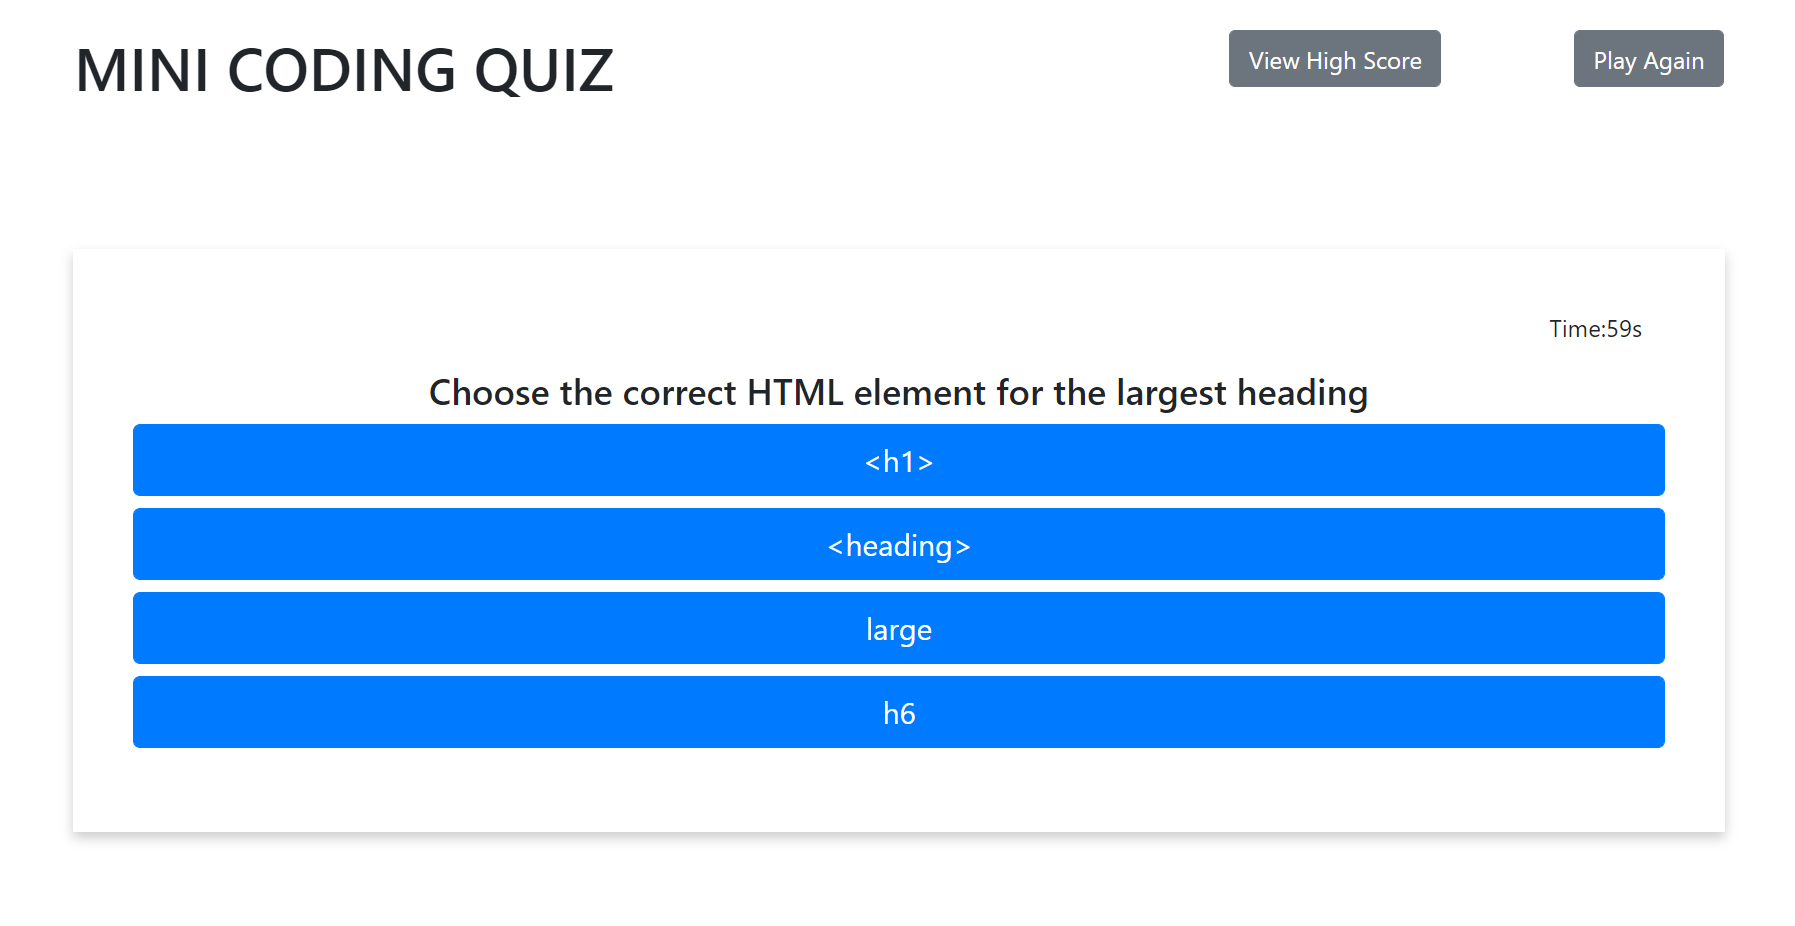 MINI CODING QUIZ
View High Score
Play Again
Time:59s
Choose the correct HTML element for the largest heading
<h1>
<heading>
large
h6